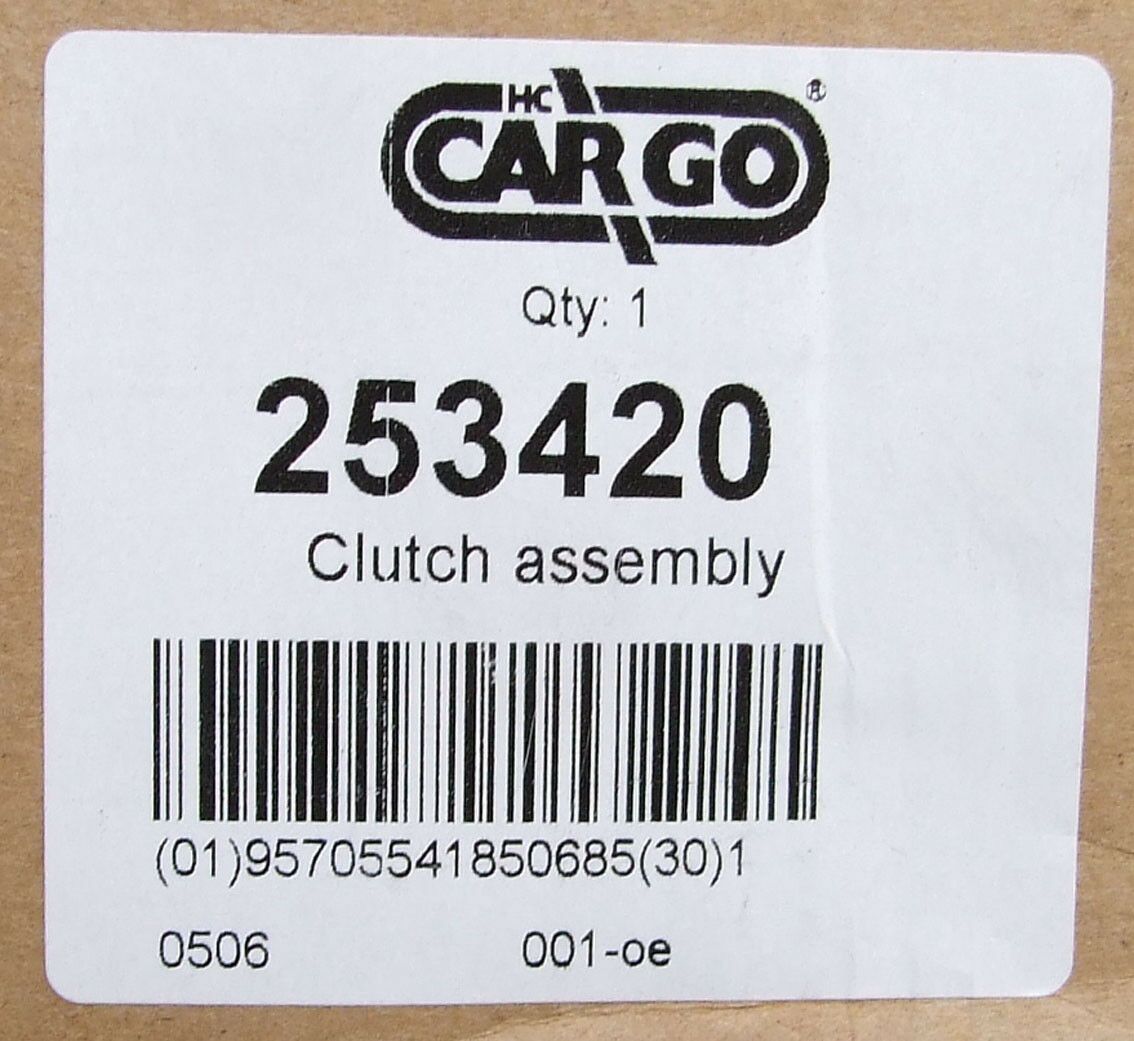 HC
CARGO®
Qty: 1
253420
Clutch assembly
(01)95705541850685(30)1
0506 001-oe